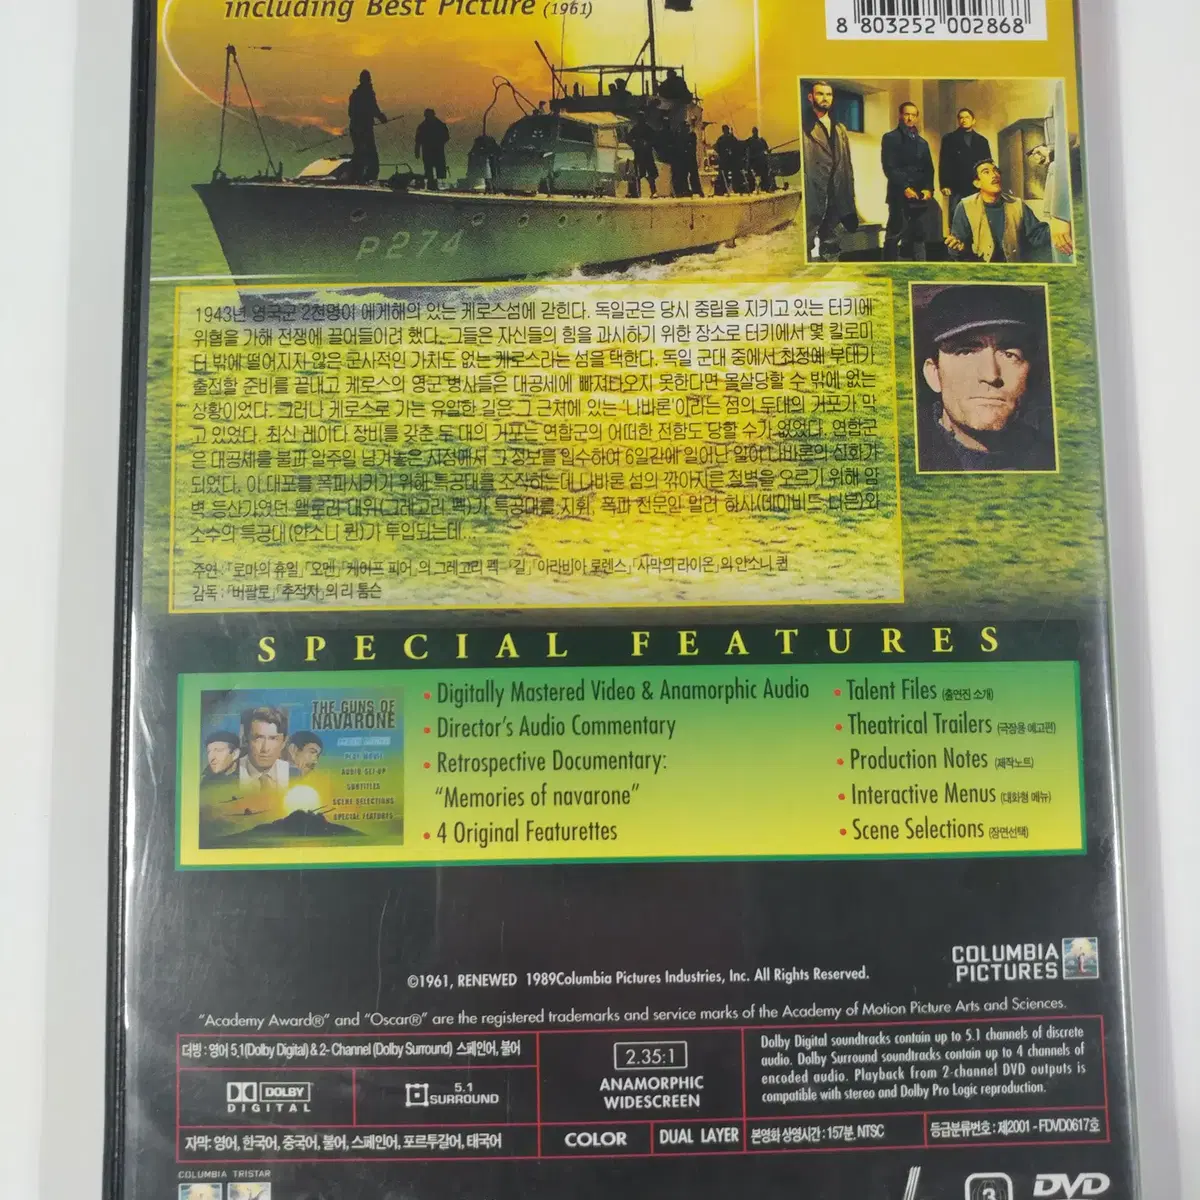 including Best Picture (1961)
8 803252 002868
P 274
1943년 영국군 2천명이 에게해의 있는 케로스섬에 갇힌다. 독일군은 당시 중립을 지키고 있는 터키에
위협을 가해 전쟁에 끌어들이려 했다. 그들은 자신들의 힘을 과시하기 위한 장소로 터키에서 몇 킬로미
터 밖에 떨어지지 않은 군사적인 가치도 없는 케로스라는 섬을 택한다. 독일 군대 중에서 최정예 부대가
출전할 준비를 끝내고 케로스의 영군 병사들은 대공세에 빠져나오지 못한다면 몰살당할 수 밖에 없는
상황이었다. 그러나 케로스로 가는 유일한 길은 그 근처에 있는 '나바론'이라는 섬의 두대의 거포가 막
고 있었다. 최신 레이다 장비를 갖춘 두 대의 거포는 연합군의 어떠한 전함도 당할 수가 없었다. 연합군
은 대공세를 불과 일주일 남겨놓은 시점에서 그 정보를 입수하여 6일간에 일어난 일이 나바론의 신화가
되었다. 이 대포를 폭파시키기 위해 특공대를 조직하는데 나바론 섬의 깎아지른 절벽을 오르기 위해 암
벽 등산가였던 맬로리 대위(그레고리 펙)가 특공대를 지휘, 폭파 전문인 밀러 하사(데이비드 니븐)와
소수의 특공대(안소니 퀸)가 투입되는데...
주연 : 「로마의 휴일」「오멘」「케이프 피어」의 그레고리 펙 「길」「아라비아 로렌스」「사막의 라이온」의 안소니 퀸
감독 : 「버팔로」「추적자」의 리 톰슨
SPECIAL FEATURES
THE GUNS OF
NAVARONE
PLAY MOVIE
AUDIO SET-UP
SUBTITLES
SCENE SELECTIONS
SPECIAL FEATURES
• Digitally Mastered Video & Anamorphic Audio
• Director's Audio Commentary
• Retrospective Documentary:
"Memories of navarone"
• 4 Original Featurettes
• Talent Files (출연진 소개)
• Theatrical Trailers (극장용 예고편)
• Production Notes (제작노트)
• Interactive Menus (대화형 메뉴)
• Scene Selections (장면선택)
COLUMBIA
PICTURES
©1961, RENEWED 1989Columbia Pictures Industries, Inc. All Rights Reserved.
"Academy Award®" and "Oscar®" are the registered trademarks and service marks of the Academy of Motion Picture Arts and Sciences.
더빙 : 영어 5.1(Dolby Digital) & 2- Channel (Dolby Surround) 스페인어, 불어
DOLBY
DIGITAL
5.1
SURROUND
2.35:1
ANAMORPHIC
WIDESCREEN
Dolby Digital soundtracks contain up to 5.1 channels of discrete
audio. Dolby Surround soundtracks contain up to 4 channels of
encoded audio. Playback from 2-channel DVD outputs is
compatible with stereo and Dolby Pro Logic reproduction.
자막: 영어, 한국어, 중국어, 불어, 스페인어, 포르투갈어, 태국어
COLOR
DUAL LAYER
본영화 상영시간 : 157분, NTSC
등급분류번호 : 제2001 - FDVD0617호
COLUMBIA TRISTAR
3
DVD